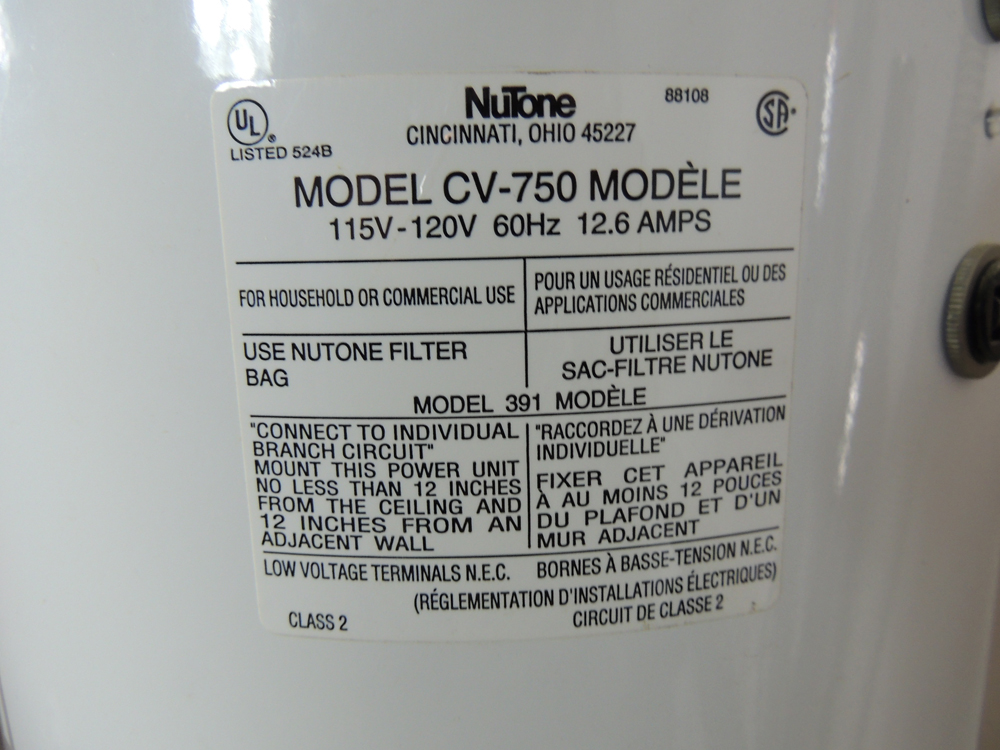 UL®
NuTone
88108
SA
LISTED 524B
CINCINNATI, OHIO 45227
MODEL CV-750 MODÈLE
115V-120V 60Hz 12.6 AMPS
FOR HOUSEHOLD OR COMMERCIAL USE
POUR UN USAGE RÉSIDENTIEL OU DES
APPLICATIONS COMMERCIALES
USE NUTONE FILTER
BAG
UTILISER LE
SAC-FILTRE NUTONE
MODEL 391 MODÈLE
"CONNECT TO INDIVIDUAL
BRANCH CIRCUIT"
MOUNT THIS POWER UNIT
NO LESS THAN 12 INCHES
FROM THE CEILING AND
12 INCHES FROM AN
ADJACENT WALL
"RACCORDEZ À UNE DÉRIVATION
INDIVIDUELLE"
FIXER CET APPAREIL
À AU MOINS 12 POUCES
DU PLAFOND ET D'UN
MUR ADJACENT
LOW VOLTAGE TERMINALS N.E.C.
CLASS 2
BORNES À BASSE-TENSION N.E.C.
(RÉGLEMENTATION D'INSTALLATIONS ÉLECTRIQUES)
CIRCUIT DE CLASSE 2